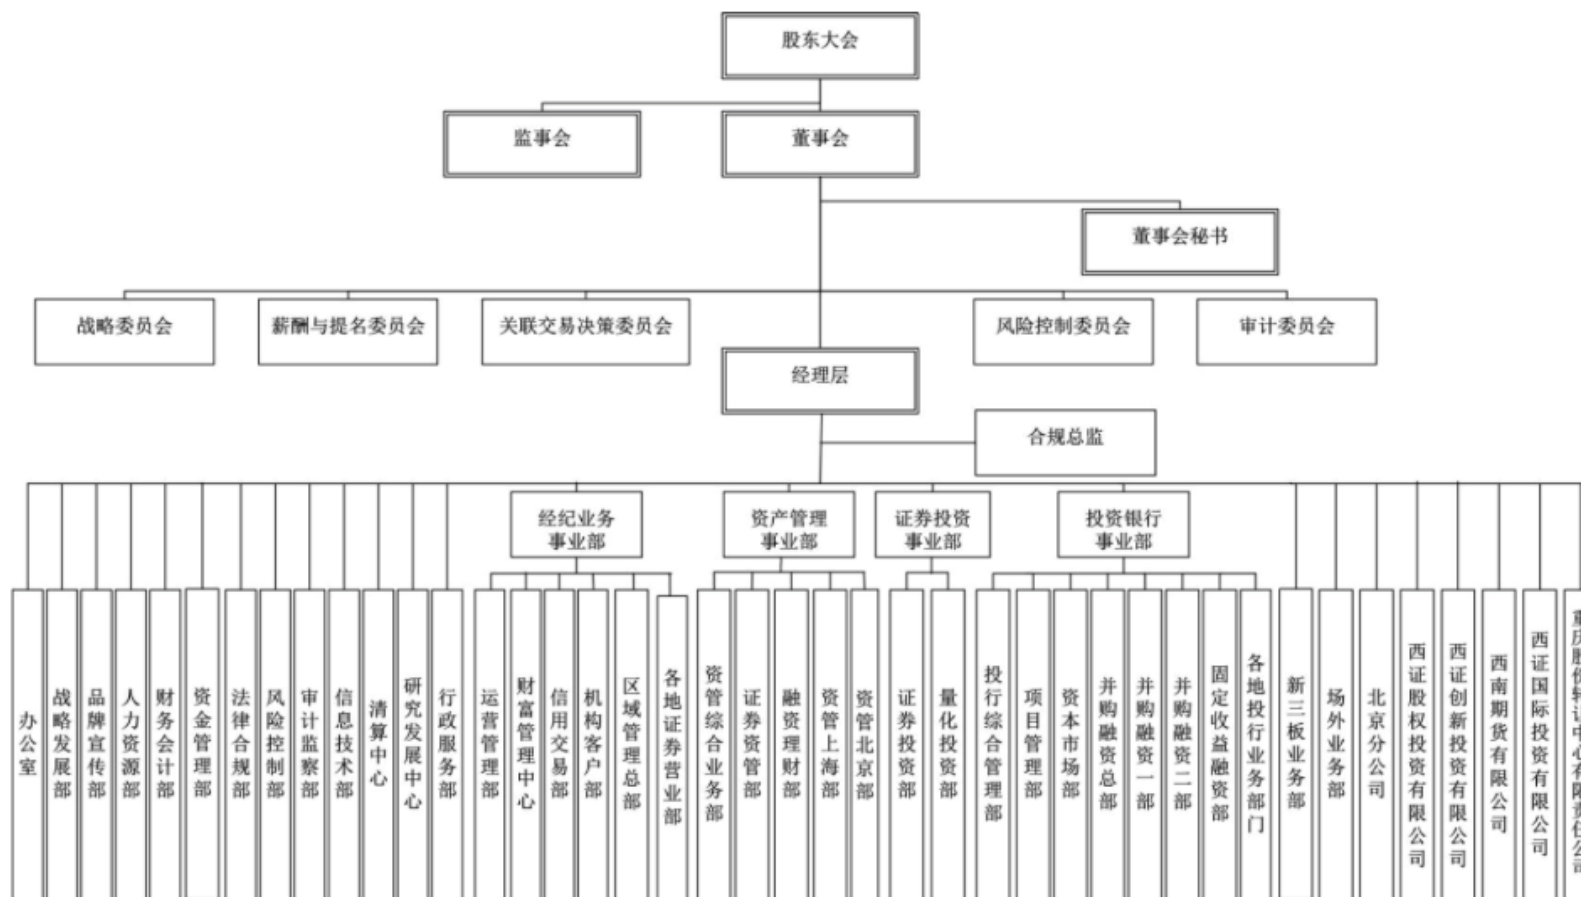 股东大会
监事会
董事会
董事会秘书
战略委员会
薪酬与提名委员会
关联交易决策委员会
风险控制委员会
审计委员会
经理层
合规总监
经纪业务
事业部
资产管理
事业部
证券投资
事业部
投资银行
事业部
办公室
战略发展部
品牌宣传部
人力资源部
财务会计部
资金管理部
法律合规部
风险控制部
审计监察部
信息技术部
清算中心
研究发展中心
行政服务部
运营管理部
财富管理中心
信用交易部
机构客户部
区域管理总部
各地证券营业部
资管综合业务部
证券资管部
融资理财部
资管上海部
资管北京部
证券投资部
量化投资部
投行综合管理部
项目管理部
资本市场部
并购融资总部
并购融资一部
并购融资二部
固定收益融资部
各地投行业务部门
新三板业务部
场外业务部
北京分公司
西证股权投资有限公司
西证创新投资有限公司
西南期货有限公司
西证国际投资有限公司
重庆股份转让中心有限责任公司